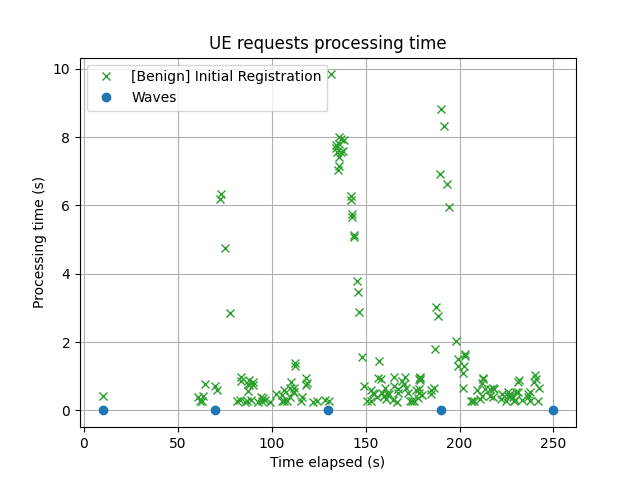 UE requests processing time
[Benign] Initial Registration
Waves
Processing time (s)
10
8
6
4
2
0
0
50
100
150
200
250
Time elapsed (s)